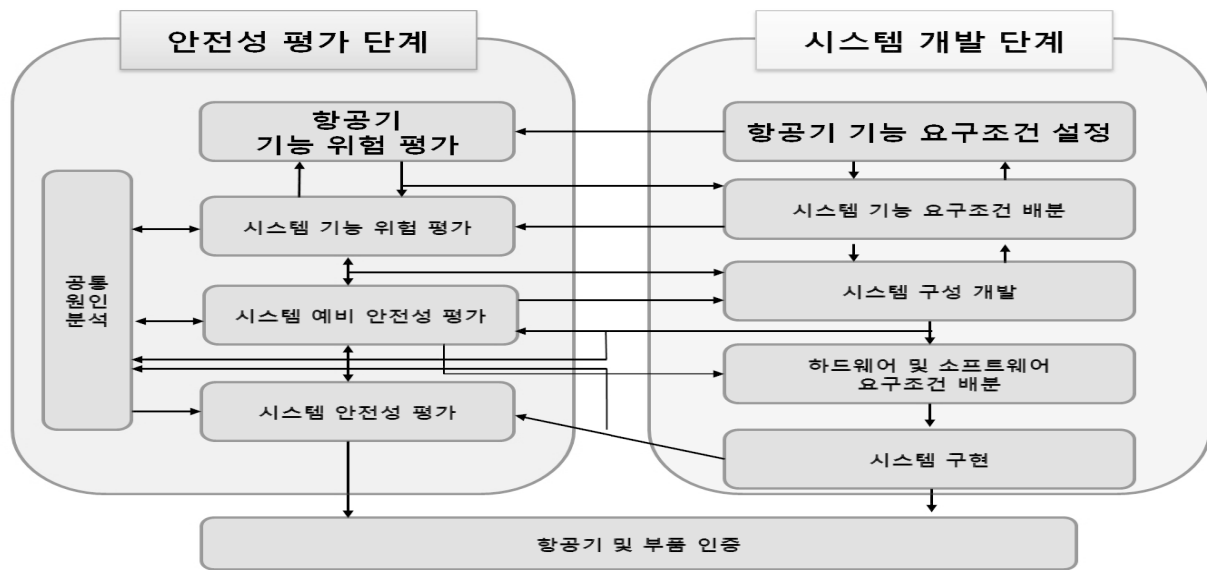 안전성 평가 단계
시스템 개발 단계
항공기
기능 위험 평가
항공기 기능 요구조건 설정
시스템 기능 위험 평가
시스템 기능 요구조건 배분
공통
원인
분석
시스템 예비 안전성 평가
시스템 구성 개발
하드웨어 및 소프트웨어
요구조건 배분
시스템 안전성 평가
시스템 구현
항공기 및 부품 인증